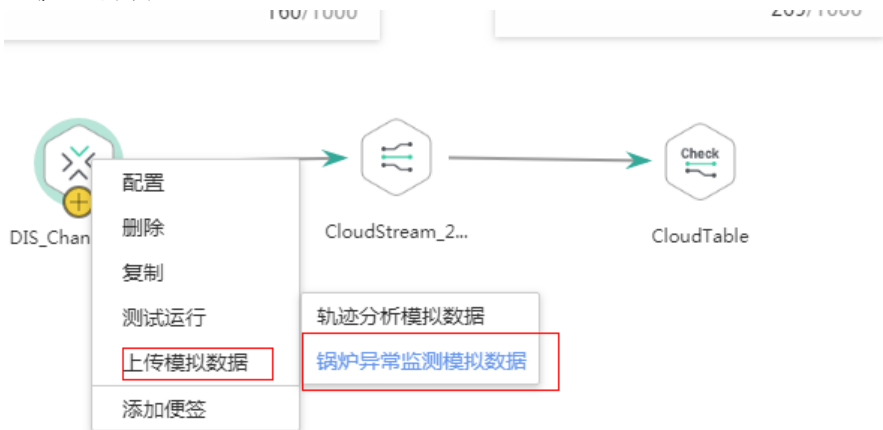 160/1000
配置
删除
复制
测试运行
上传模拟数据
添加便签
轨迹分析模拟数据
锅炉异常监测模拟数据
DIS_Chan
CloudStream_2...
Check
CloudTable